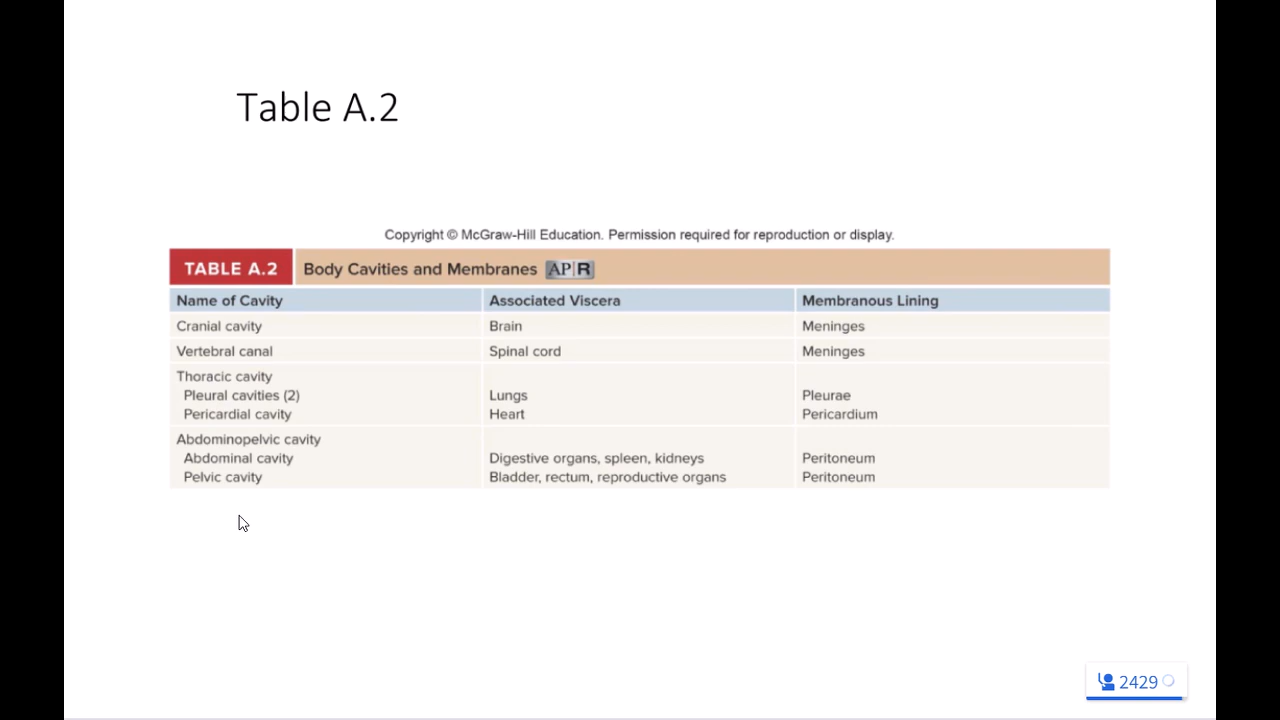 Table A.2
Copyright © McGraw-Hill Education. Permission required for reproduction or display.
TABLE A.2 Body Cavities and Membranes AP|R
Name of Cavity Associated Viscera Membranous Lining
Cranial cavity Brain Meninges
Vertebral canal Spinal cord Meninges
Thoracic cavity
Pleural cavities (2) Lungs Pleurae
Pericardial cavity Heart Pericardium
Abdominopelvic cavity
Abdominal cavity Digestive organs, spleen, kidneys Peritoneum
Pelvic cavity Bladder, rectum, reproductive organs Peritoneum
2429